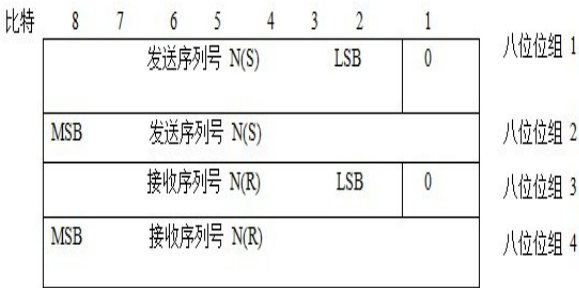 比特 8 7 6 5 4 3 2 1
发送序列号 N(S) LSB 0 八位位组 1
MSB 发送序列号 N(S) 八位位组 2
接收序列号 N(R) LSB 0 八位位组 3
MSB 接收序列号 N(R) 八位位组 4